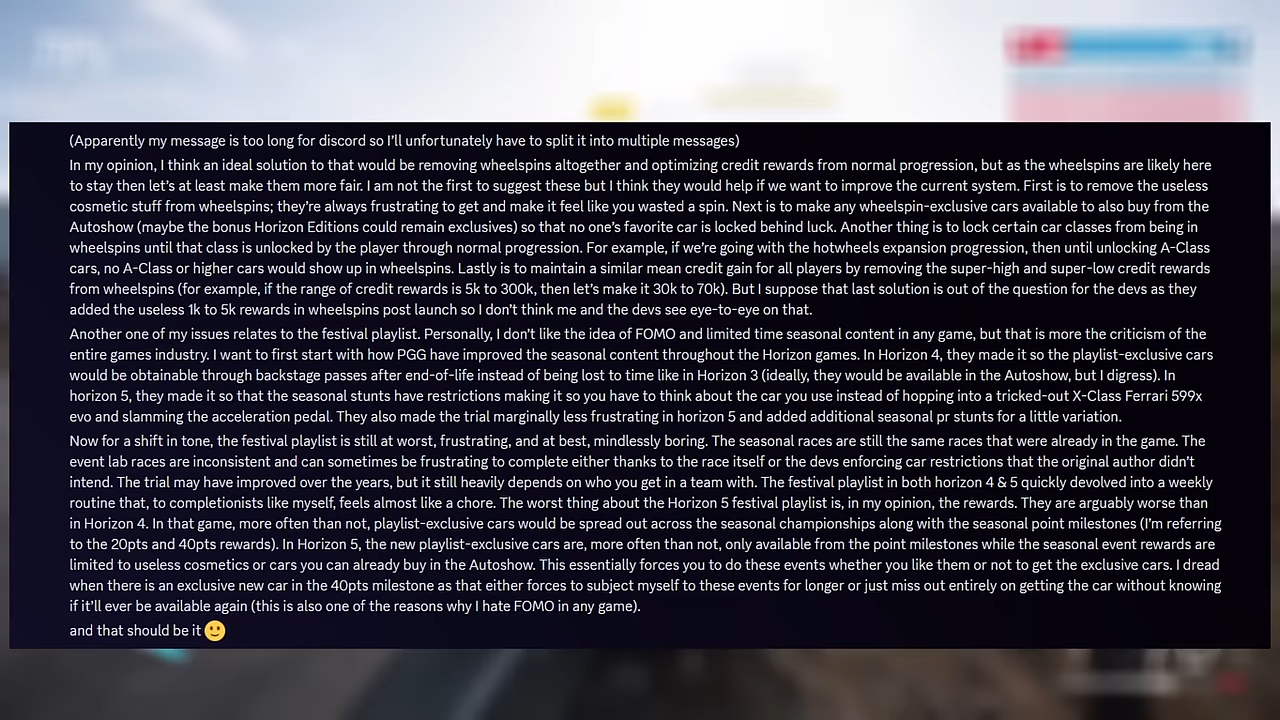 (Apparently my message is too long for discord so I'll unfortunately have to split it into multiple messages)
In my opinion, I think an ideal solution to that would be removing wheelspins altogether and optimizing credit rewards from normal progression, but as the wheelspins are likely here
to stay then let's at least make them more fair. I am not the first to suggest these but I think they would help if we want to improve the current system. First is to remove the useless
cosmetic stuff from wheelspins; they're always frustrating to get and make it feel like you wasted a spin. Next is to make any wheelspin-exclusive cars available to also buy from the
Autoshow (maybe the bonus Horizon Editions could remain exclusives) so that no one's favorite car is locked behind luck. Another thing is to lock certain car classes from being in
wheelspins until that class is unlocked by the player through normal progression. For example, if we're going with the hotwheels expansion progression, then until unlocking A-Class
cars, no A-Class or higher cars would show up in wheelspins. Lastly is to maintain a similar mean credit gain for all players by removing the super-high and super-low credit rewards
from wheelspins (for example, if the range of credit rewards is 5k to 300k, then let's make it 30k to 70k). But I suppose that last solution is out of the question for the devs as they
added the useless 1k to 5k rewards in wheelspins post launch so I don't think me and the devs see eye-to-eye on that.
Another one of my issues relates to the festival playlist. Personally, I don't like the idea of FOMO and limited time seasonal content in any game, but that is more the criticism of the
entire games industry. I want to first start with how PGG have improved the seasonal content throughout the Horizon games. In Horizon 4, they made it so the playlist-exclusive cars
would be obtainable through backstage passes after end-of-life instead of being lost to time like in Horizon 3 (ideally, they would be available in the Autoshow, but I digress). In
horizon 5, they made it so that the seasonal stunts have restrictions making it so you have to think about the car you use instead of hopping into a tricked-out X-Class Ferrari 599x
evo and slamming the acceleration pedal. They also made the trial marginally less frustrating in horizon 5 and added additional seasonal pr stunts for a little variation.
Now for a shift in tone, the festival playlist is still at worst, frustrating, and at best, mindlessly boring. The seasonal races are still the same races that were already in the game. The
event lab races are inconsistent and can sometimes be frustrating to complete either thanks to the race itself or the devs enforcing car restrictions that the original author didn't
intend. The trial may have improved over the years, but it still heavily depends on who you get in a team with. The festival playlist in both horizon 4 & 5 quickly devolved into a weekly
routine that, to completionists like myself, feels almost like a chore. The worst thing about the Horizon 5 festival playlist is, in my opinion, the rewards. They are arguably worse than
in Horizon 4. In that game, more often than not, playlist-exclusive cars would be spread out across the seasonal championships along with the seasonal point milestones (I'm referring
to the 20pts and 40pts rewards). In Horizon 5, the new playlist-exclusive cars are, more often than not, only available from the point milestones while the seasonal event rewards are
limited to useless cosmetics or cars you can already buy in the Autoshow. This essentially forces you to do these events whether you like them or not to get the exclusive cars. I dread
when there is an exclusive new car in the 40pts milestone as that either forces to subject myself to these events for longer or just miss out entirely on getting the car without knowing
if it'll ever be available again (this is also one of the reasons why I hate FOMO in any game).
and that should be it 🙂